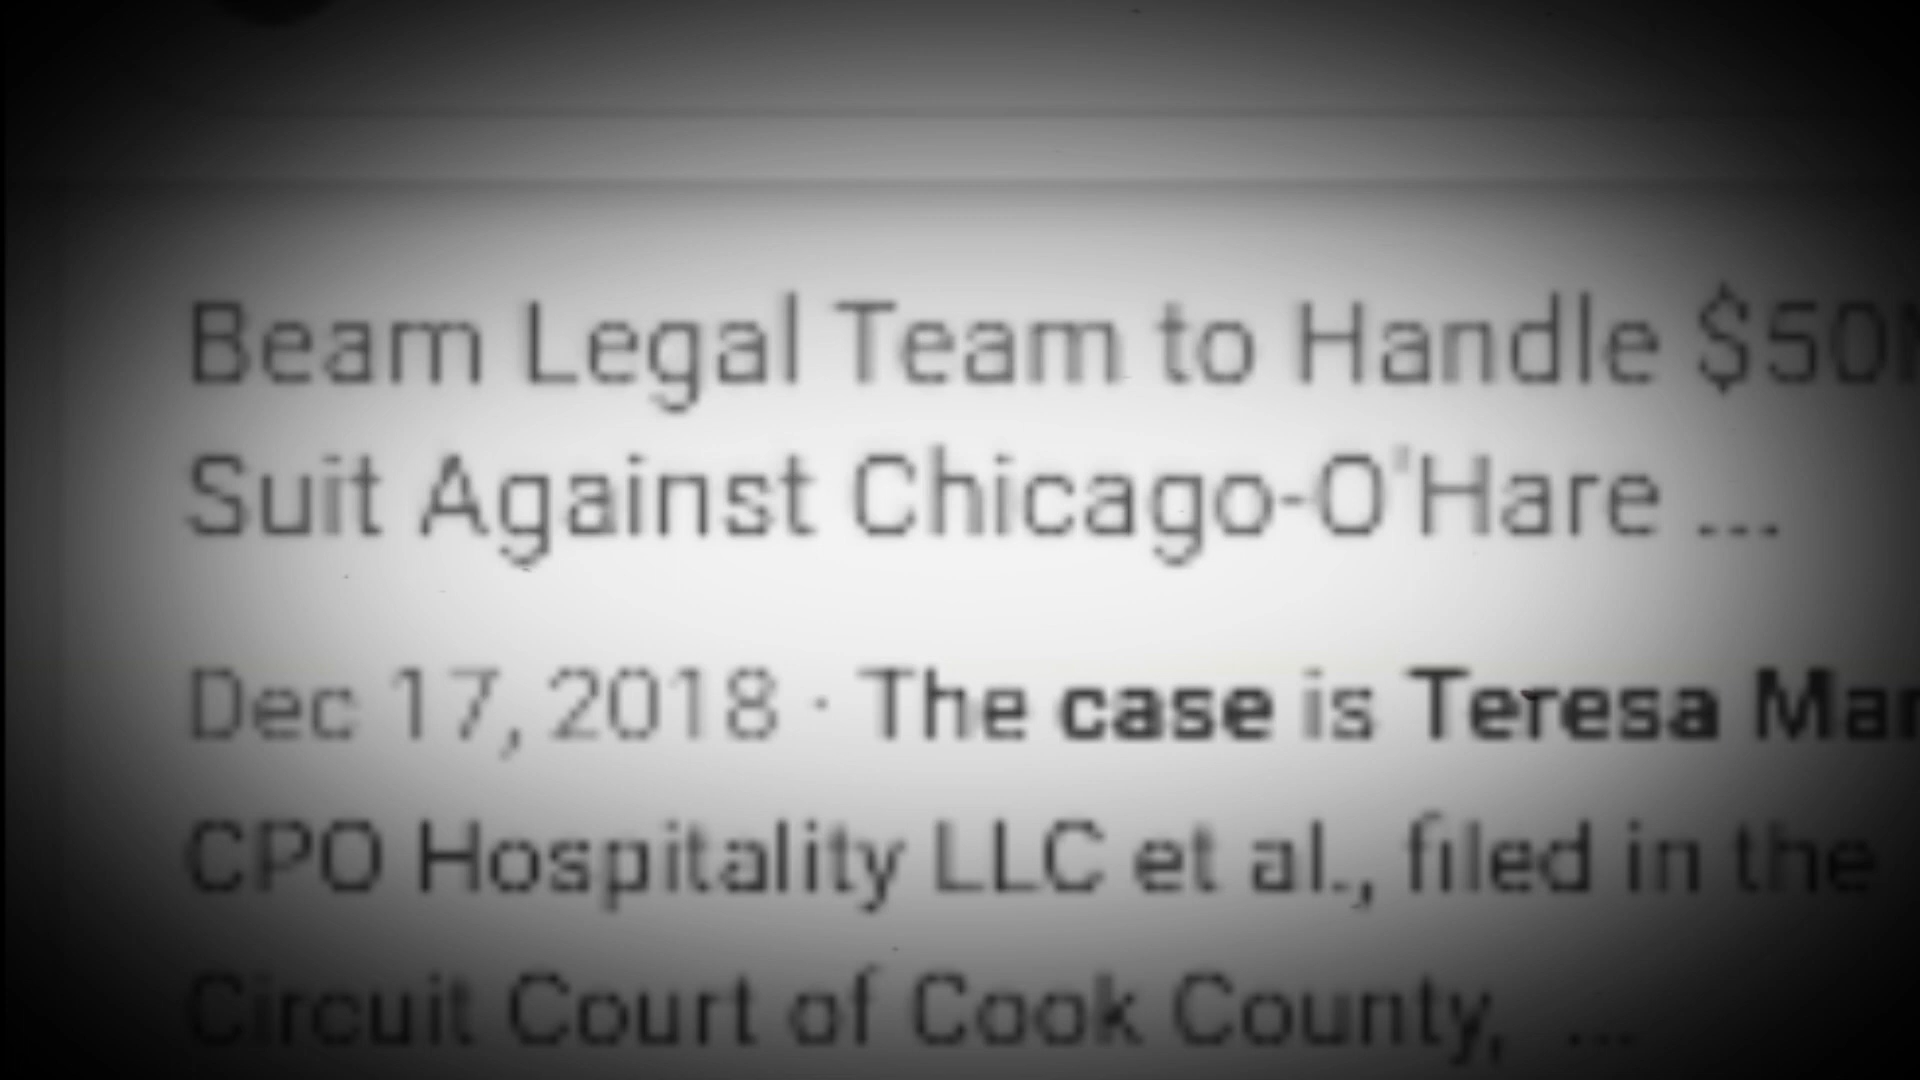 Beam Legal Team to Handle $50
Suit Against Chicago-O'Hare ...
Dec 17, 2018 · The case is Teresa
CPO Hospitality LLC et al., filed in the
Circuit Court of Cook County, ...